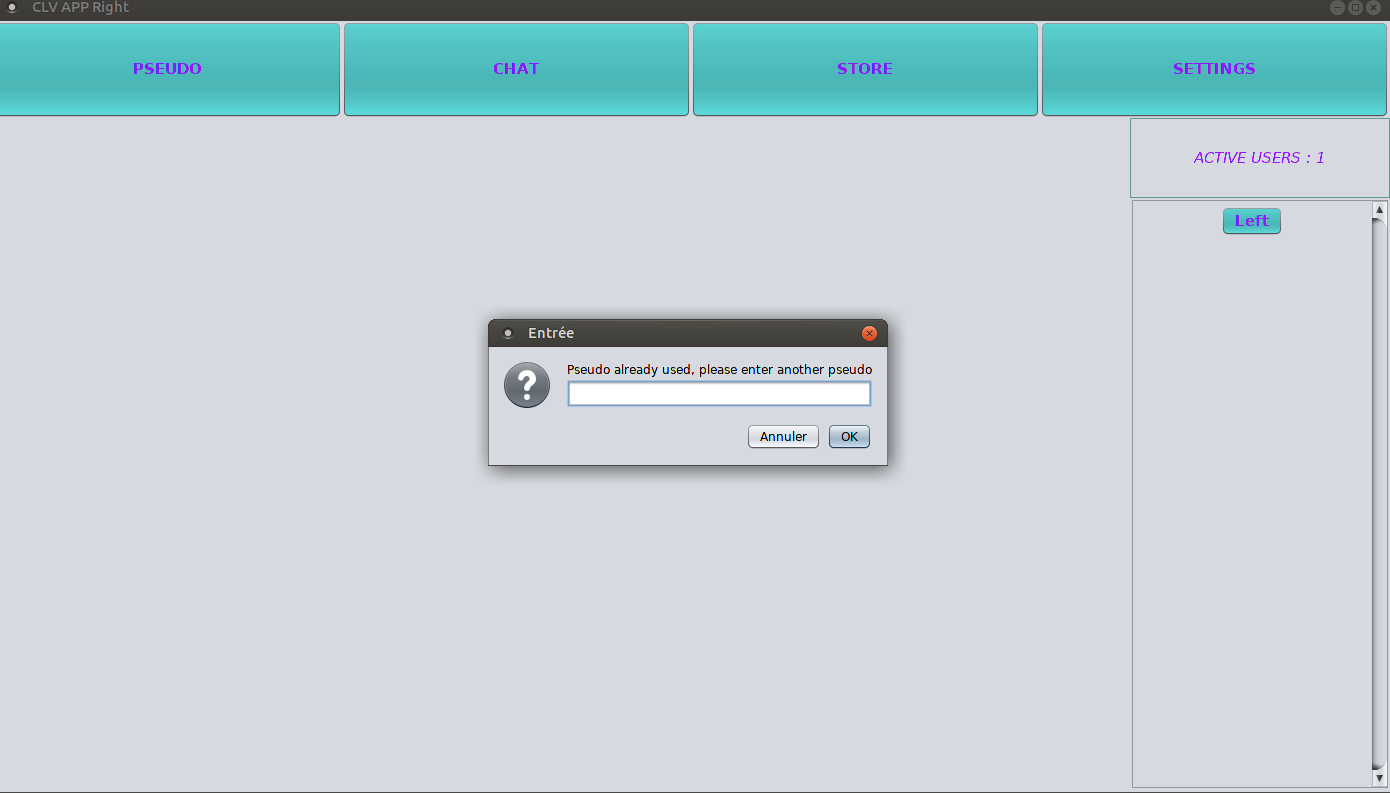 CLV APP Right
PSEUDO
CHAT
STORE
SETTINGS
ACTIVE USERS : 1
Left
Entrée
Pseudo already used, please enter another pseudo
Annuler
OK